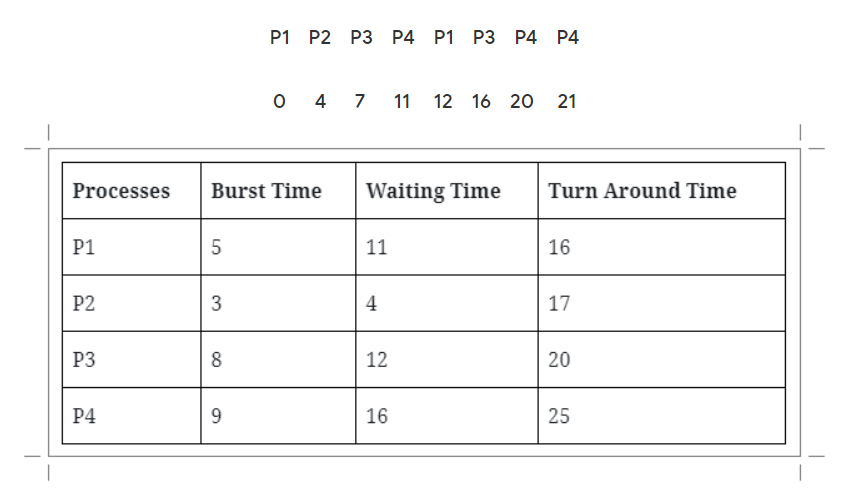 P1 P2 P3 P4 P1 P3 P4 P4
0 4 7 11 12 16 20 21
Processes Burst Time Waiting Time Turn Around Time
P1 5 11 16
P2 3 4 17
P3 8 12 20
P4 9 16 25